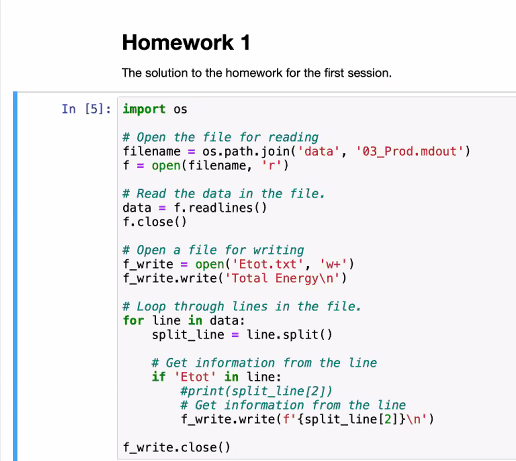 Homework 1
The solution to the homework for the first session.
In [5]: import os
# Open the file for reading
filename = os.path.join('data', '03_Prod.mdout')
f = open(filename, 'r')
# Read the data in the file.
data = f.readlines()
f.close()
# Open a file for writing
f_write = open('Etot.txt', 'w+')
f_write.write('Total Energy\n')
# Loop through lines in the file.
for line in data:
    split_line = line.split()
    # Get information from the line
    if 'Etot' in line:
        #print(split_line[2])
        # Get information from the line
        f_write.write(f'{split_line[2]}\n')
f_write.close()